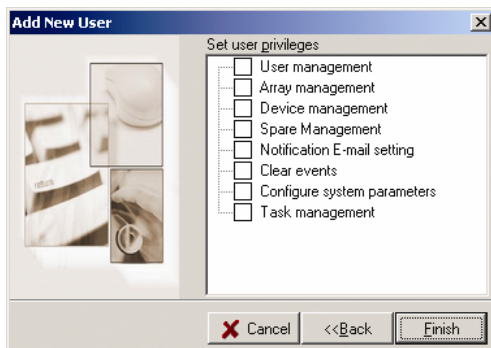 Add New User
Set user privileges
User management
Array management
Device management
Spare Management
Notification E-mail setting
Clear events
Configure system parameters
Task management
return
Cancel
<<Back
Finish